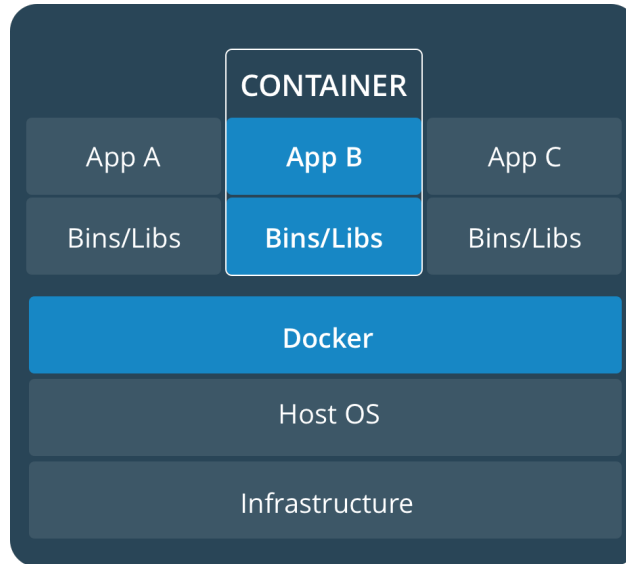 CONTAINER
App A
App B
App C
Bins/Libs
Bins/Libs
Bins/Libs
Docker
Host OS
Infrastructure